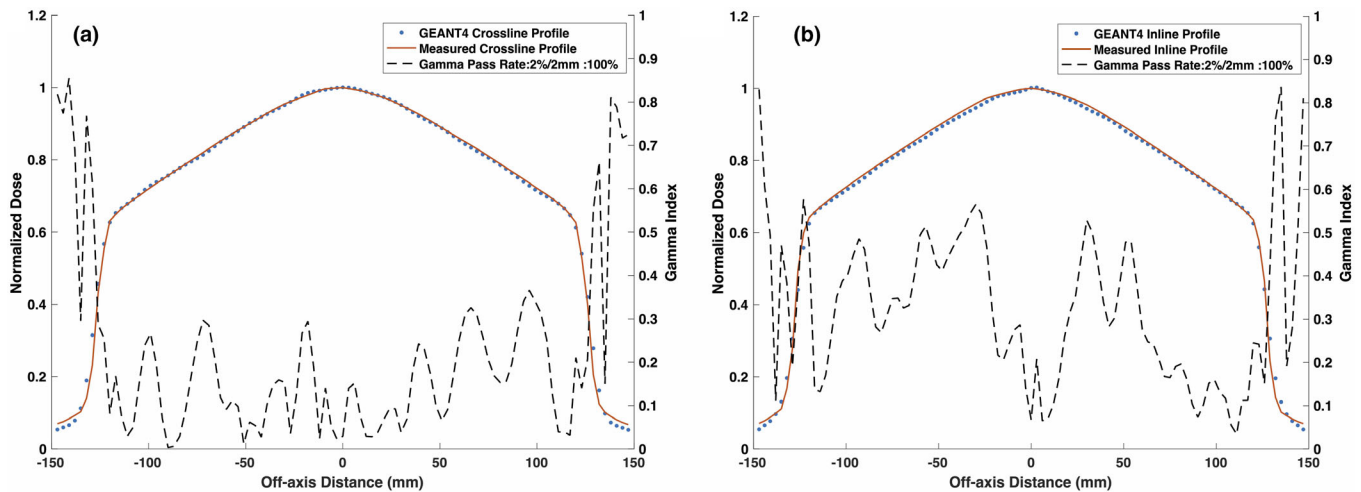 (a)
GEANT4 Crossline Profile
Measured Crossline Profile
Gamma Pass Rate:2%/2mm :100%
Normalized Dose
1.2
1
0.8
0.6
0.4
0.2
0
Gamma Index
1
0.9
0.8
0.7
0.6
0.5
0.4
0.3
0.2
0.1
0
-150 -100 -50 0 50 100 150
Off-axis Distance (mm)
(b)
GEANT4 Inline Profile
Measured Inline Profile
Gamma Pass Rate:2%/2mm :100%
Normalized Dose
1.2
1
0.8
0.6
0.4
0.2
0
Gamma Index
1
0.9
0.8
0.7
0.6
0.5
0.4
0.3
0.2
0.1
0
-150 -100 -50 0 50 100 150
Off-axis Distance (mm)